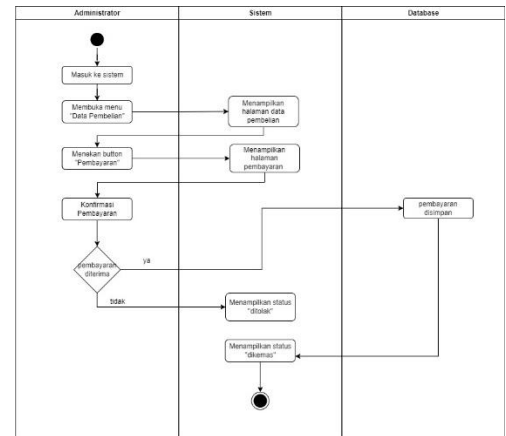 Administrator
Sistem
Database
Masuk ke sistem
Membuka menu
"Data Pembelian"
Menampilkan
halaman data
pembelian
Menekan button
"Pembayaran"
Menampilkan
halaman
pembayaran
Konfirmasi
Pembayaran
pembayaran
disimpan
pembayaran
diterima
ya
tidak
Menampilkan status
"ditolak"
Menampilkan status
"dikemas"